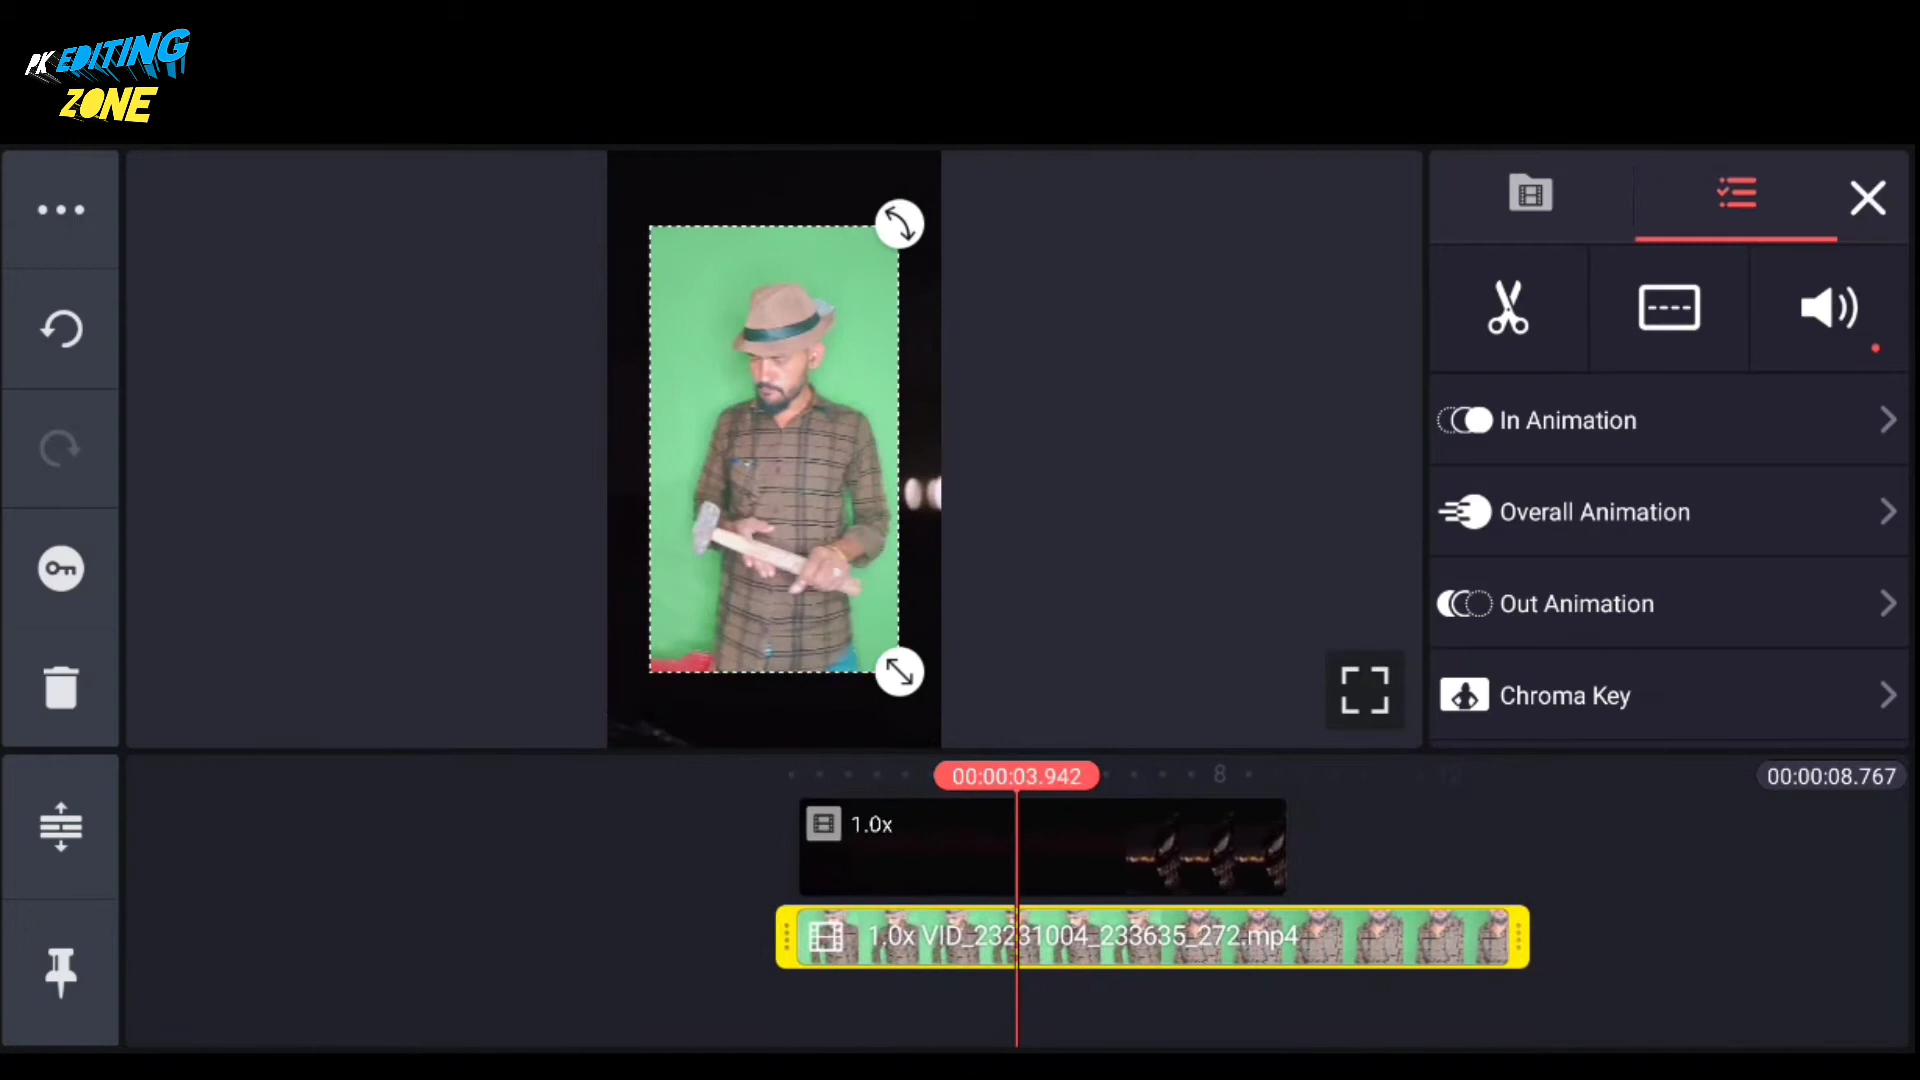 PK EDITING
ZONE
In Animation
Overall Animation
Out Animation
Chroma Key
00:00:03.942
8
12
00:00:08.767
1.0x
1.0x VID_23231004_233635_272.mp4